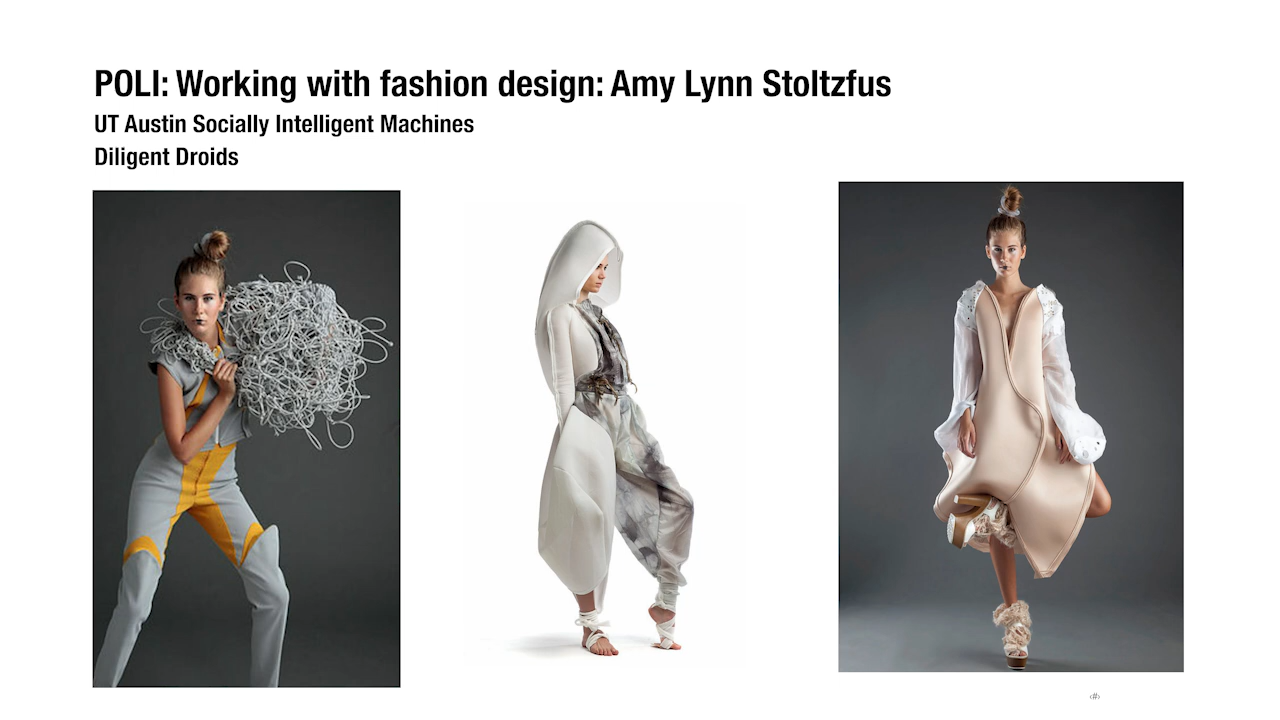 POLI: Working with fashion design: Amy Lynn Stoltzfus
UT Austin Socially Intelligent Machines
Diligent Droids
‹#›